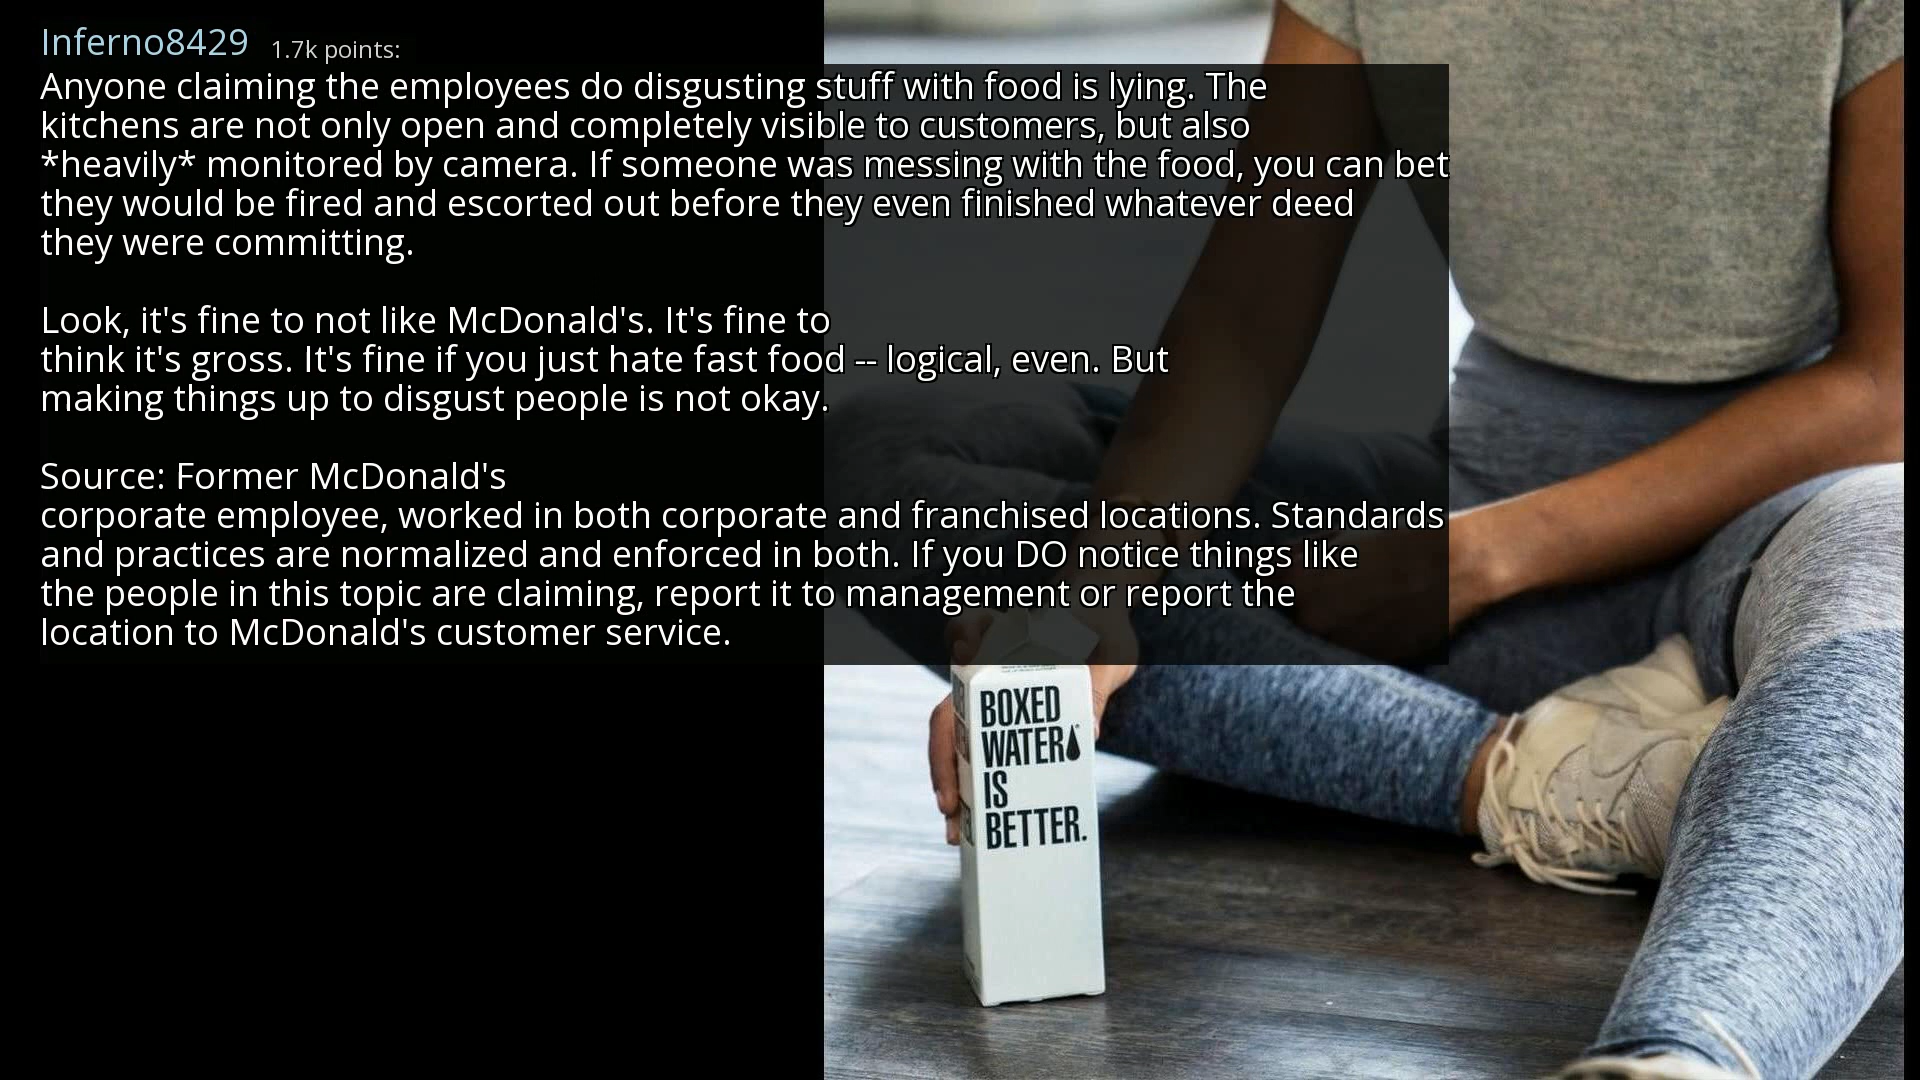 Inferno8429 1.7k points:
Anyone claiming the employees do disgusting stuff with food is lying. The
kitchens are not only open and completely visible to customers, but also
*heavily* monitored by camera. If someone was messing with the food, you can bet
they would be fired and escorted out before they even finished whatever deed
they were committing.
Look, it's fine to not like McDonald's. It's fine to
think it's gross. It's fine if you just hate fast food -- logical, even. But
making things up to disgust people is not okay.
Source: Former McDonald's
corporate employee, worked in both corporate and franchised locations. Standards
and practices are normalized and enforced in both. If you DO notice things like
the people in this topic are claiming, report it to management or report the
location to McDonald's customer service.
BOXED
WATER
IS
BETTER.